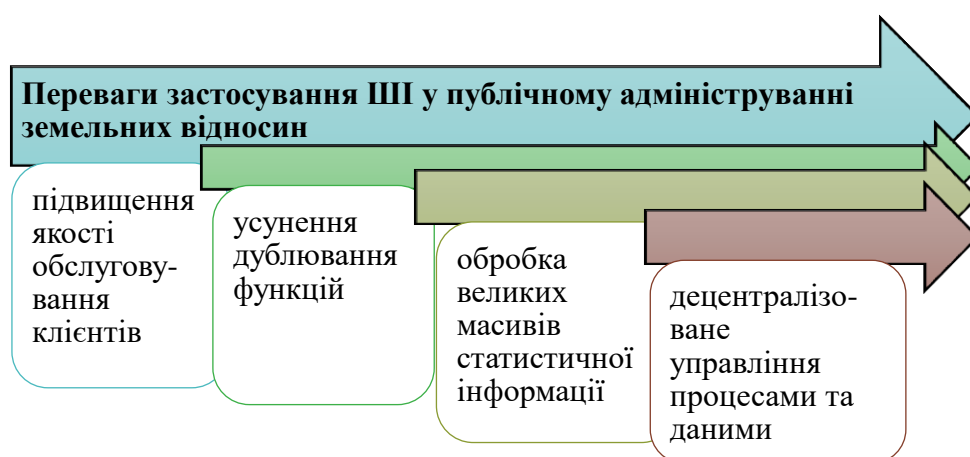 Переваги застосування ШІ у публічному адмініструванні
земельних відносин
підвищення
якості
обслугову-
вання
клієнтів
усунення
дублювання
функцій
обробка
великих
масивів
статистичної
інформації
децентралізо-
ване
управління
процесами та
даними